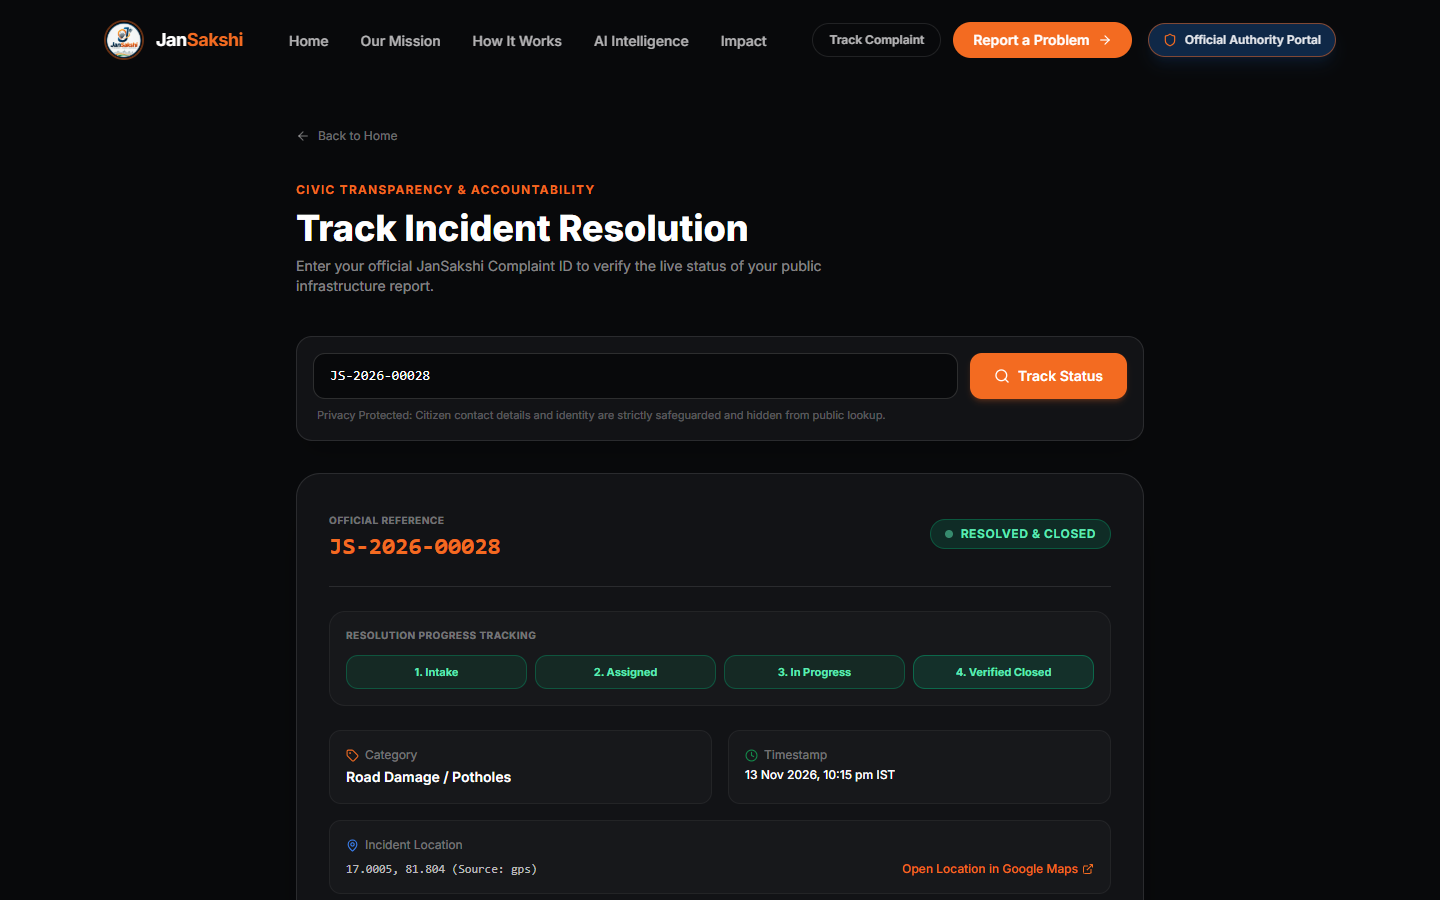 JanSakshi
Home
Our Mission
How It Works
AI Intelligence
Impact
Track Complaint
Report a Problem
Official Authority Portal
Back to Home
CIVIC TRANSPARENCY & ACCOUNTABILITY
Track Incident Resolution
Enter your official JanSakshi Complaint ID to verify the live status of your public
infrastructure report.
JS-2026-00028
Track Status
Privacy Protected: Citizen contact details and identity are strictly safeguarded and hidden from public lookup.
OFFICIAL REFERENCE
JS-2026-00028
RESOLVED & CLOSED
RESOLUTION PROGRESS TRACKING
1. Intake
2. Assigned
3. In Progress
4. Verified Closed
Category
Road Damage / Potholes
Timestamp
13 Nov 2026, 10:15 pm IST
Incident Location
17.0005, 81.804 (Source: gps)
Open Location in Google Maps